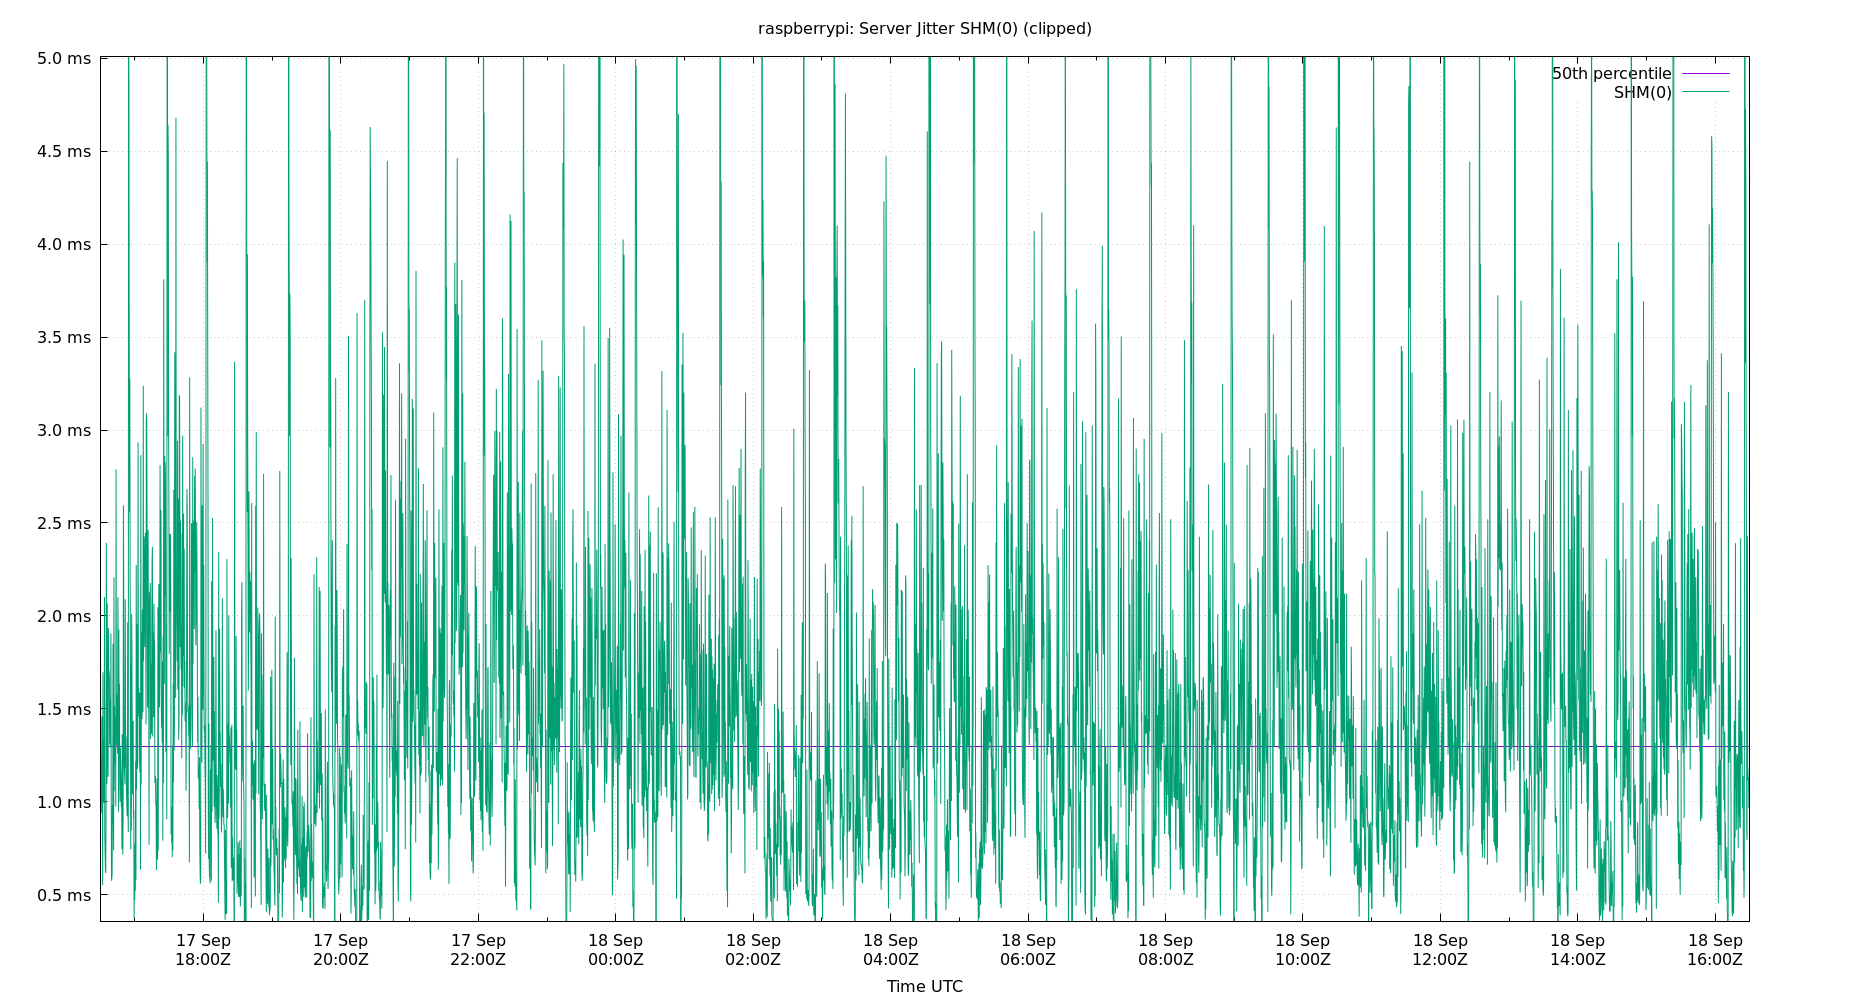 raspberrypi: Server Jitter SHM(0) (clipped)
5.0 ms
4.5 ms
4.0 ms
3.5 ms
3.0 ms
2.5 ms
2.0 ms
1.5 ms
1.0 ms
0.5 ms
50th percentile
SHM(0)
17 Sep 17 Sep 17 Sep 18 Sep 18 Sep 18 Sep 18 Sep 18 Sep 18 Sep 18 Sep 18 Sep 18 Sep
18:00Z 20:00Z 22:00Z 00:00Z 02:00Z 04:00Z 06:00Z 08:00Z 10:00Z 12:00Z 14:00Z 16:00Z
Time UTC